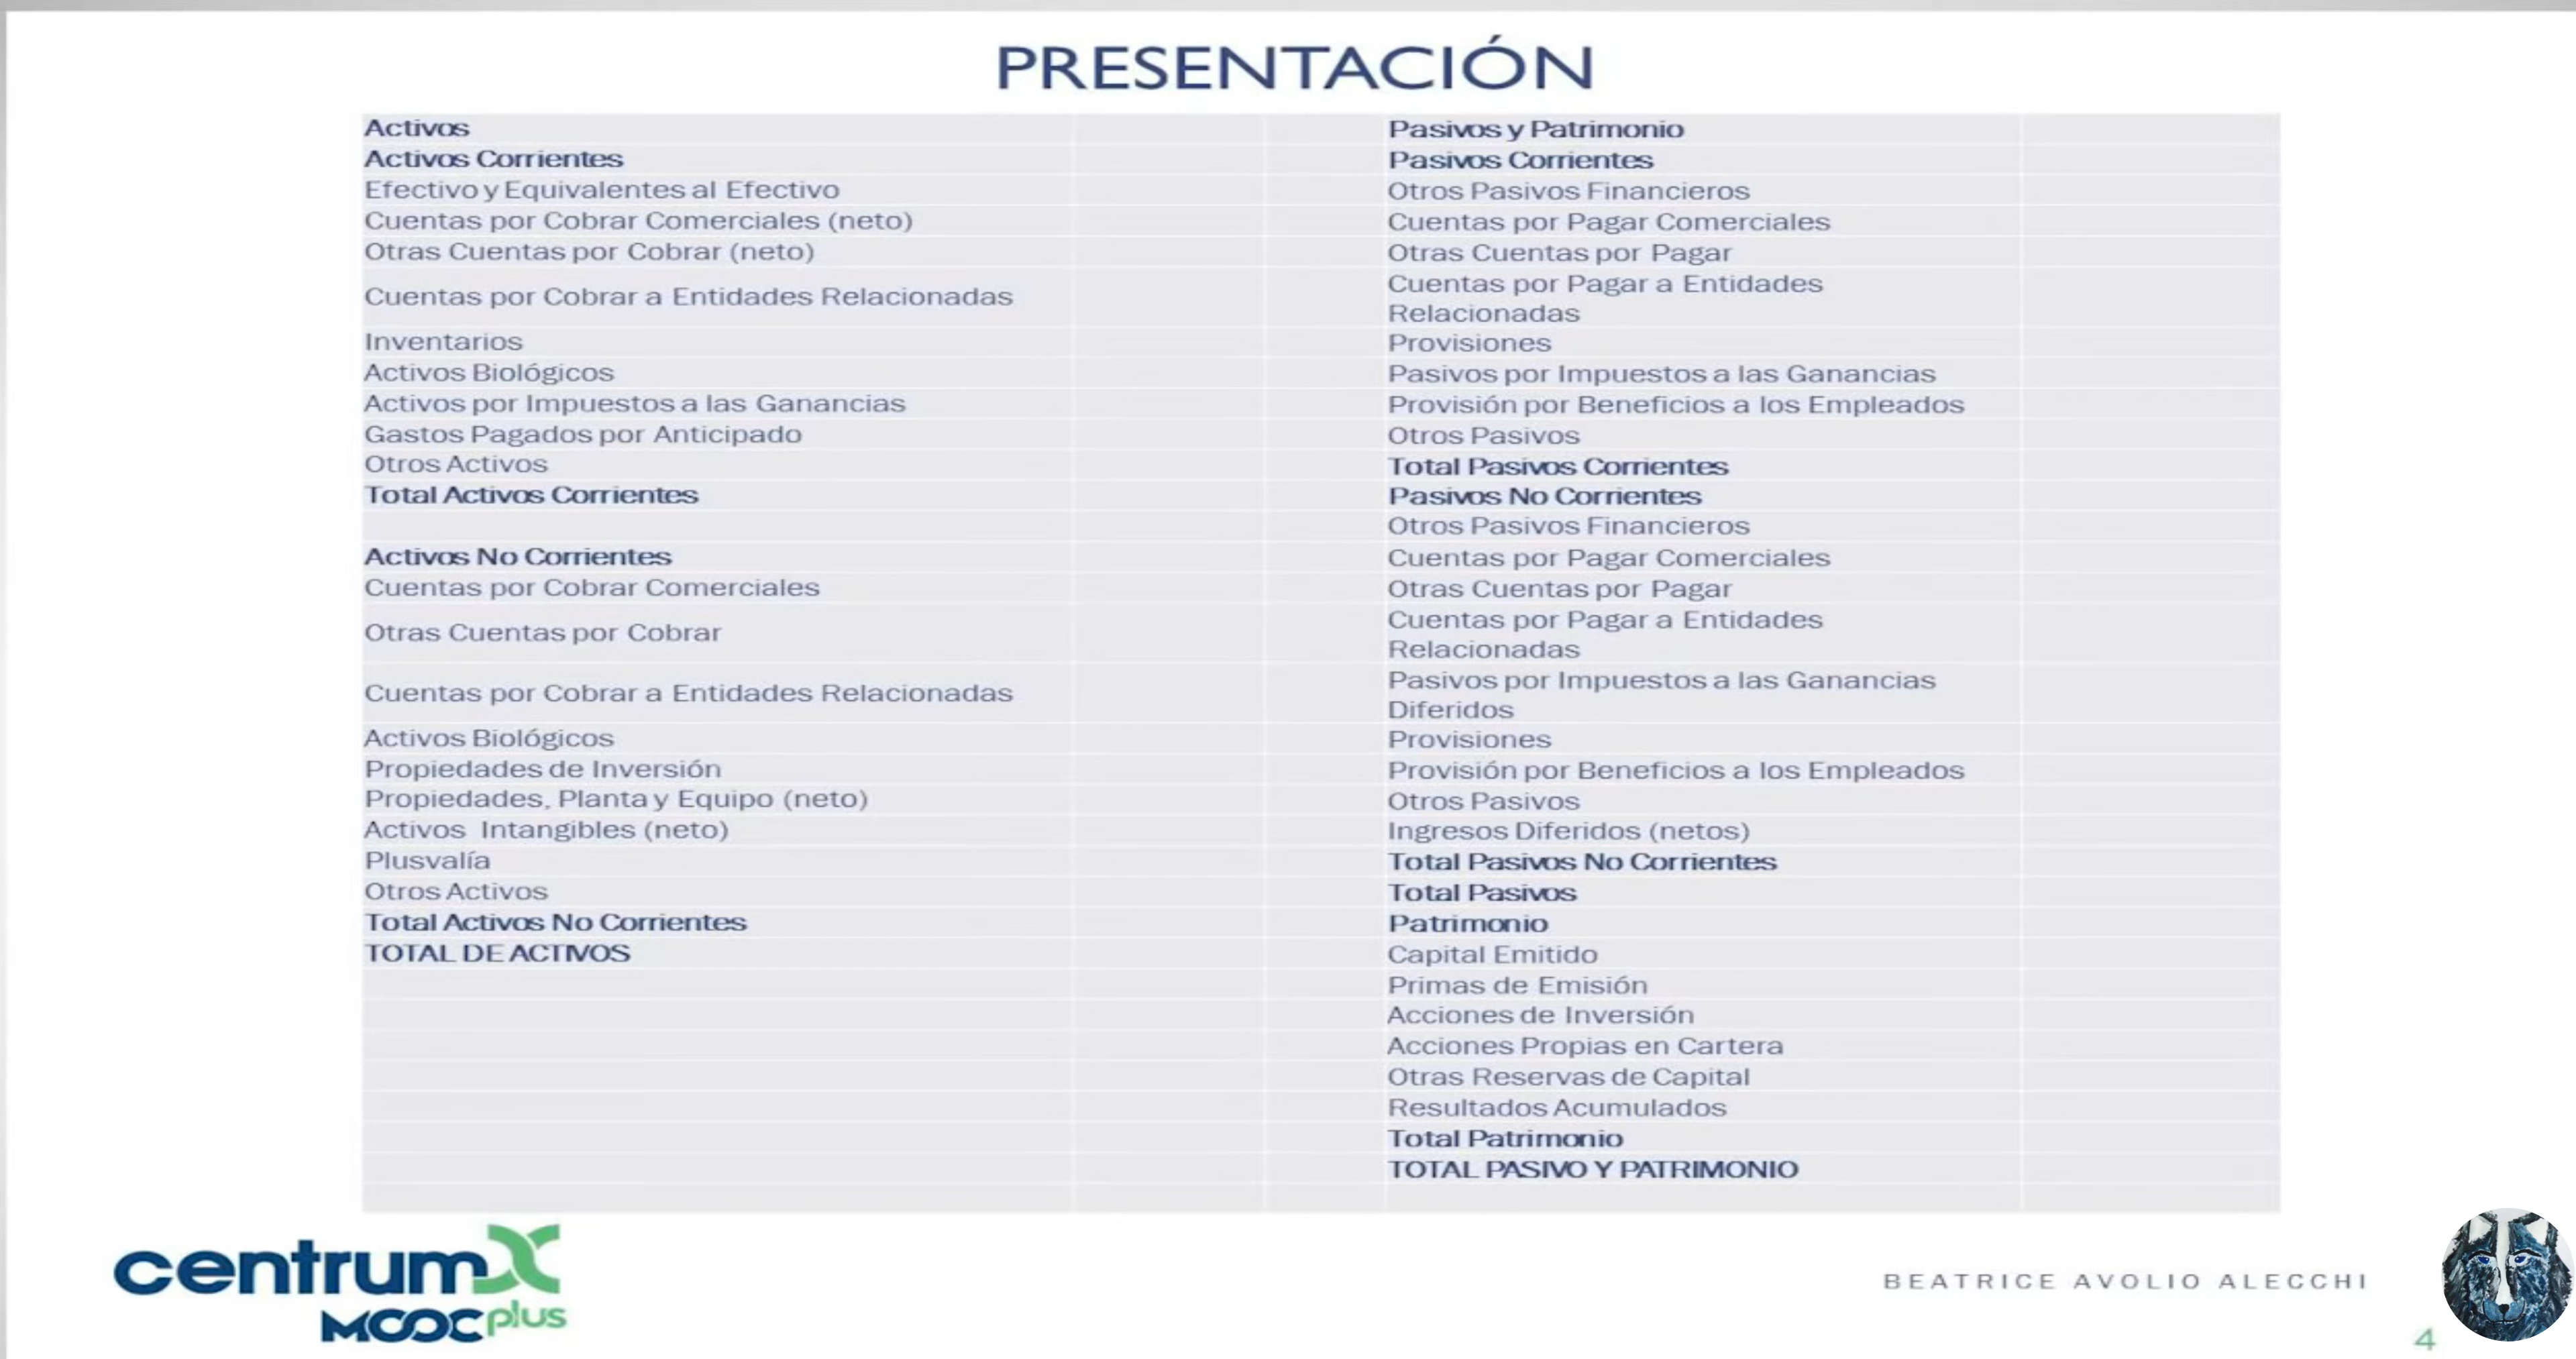 PRESENTACIÓN
Activos
Activos Corrientes
Efectivo y Equivalentes al Efectivo
Cuentas por Cobrar Comerciales (neto)
Otras Cuentas por Cobrar (neto)
Cuentas por Cobrar a Entidades Relacionadas
Inventarios
Activos Biológicos
Activos por Impuestos a las Ganancias
Gastos Pagados por Anticipado
Otros Activos
Total Activos Corrientes
Activos No Corrientes
Cuentas por Cobrar Comerciales
Otras Cuentas por Cobrar
Cuentas por Cobrar a Entidades Relacionadas
Activos Biológicos
Propiedades de Inversión
Propiedades, Planta y Equipo (neto)
Activos Intangibles (neto)
Plusvalía
Otros Activos
Total Activos No Corrientes
TOTAL DE ACTIVOS
Pasivos y Patrimonio
Pasivos Corrientes
Otros Pasivos Financieros
Cuentas por Pagar Comerciales
Otras Cuentas por Pagar
Cuentas por Pagar a Entidades
Relacionadas
Provisiones
Pasivos por Impuestos a las Ganancias
Provisión por Beneficios a los Empleados
Otros Pasivos
Total Pasivos Corrientes
Pasivos No Corrientes
Otros Pasivos Financieros
Cuentas por Pagar Comerciales
Otras Cuentas por Pagar
Cuentas por Pagar a Entidades
Relacionadas
Pasivos por Impuestos a las Ganancias
Diferidos
Provisiones
Provisión por Beneficios a los Empleados
Otros Pasivos
Ingresos Diferidos (netos)
Total Pasivos No Corrientes
Total Pasivos
Patrimonio
Capital Emitido
Primas de Emisión
Acciones de Inversión
Acciones Propias en Cartera
Otras Reservas de Capital
Resultados Acumulados
Total Patrimonio
TOTAL PASIVO Y PATRIMONIO
centrumX
MOOCplus
BEATRICE AVOLIO ALECCHI
4